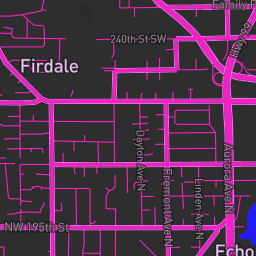 Family F
240th St SW
HWY 99
Firdale
Dayton Ave N
Fremont Ave N
Linden Ave N
Aurora Ave N
NW 195th St
Echo